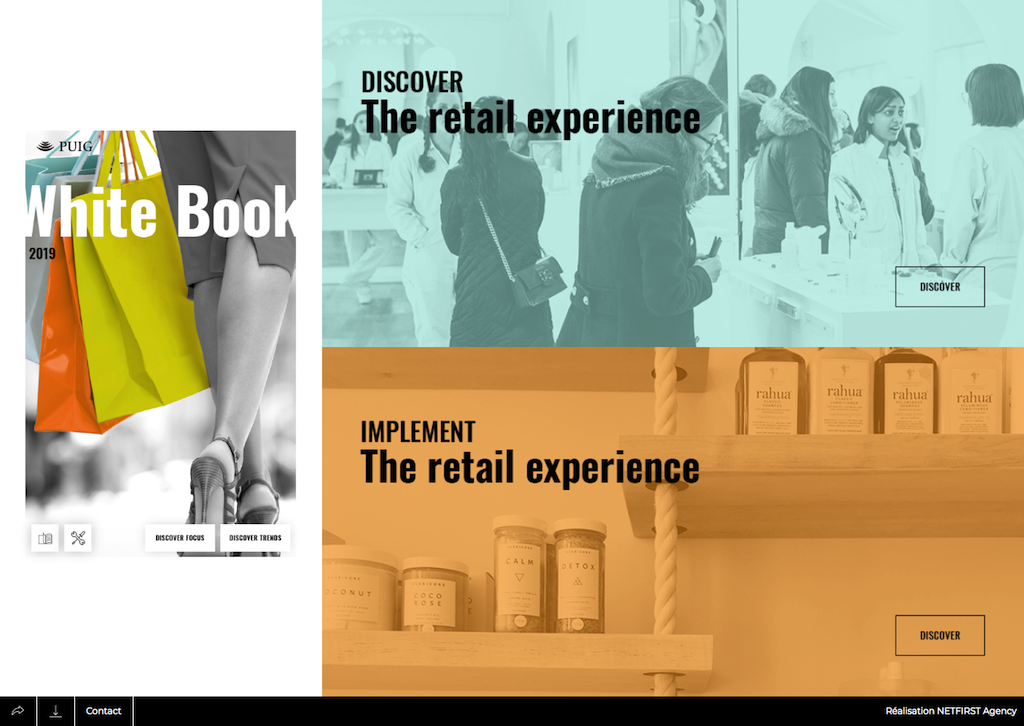 PUIG
White Book
2019
DISCOVER FOCUS
DISCOVER TRENDS
DISCOVER
The retail experience
DISCOVER
IMPLEMENT
The retail experience
rahua
rahua
rahua
rahua
CALM
DETOX
COCO
ROSE
DISCOVER
Contact
Réalisation NETFIRST Agency